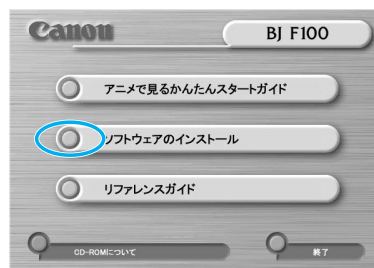 Canon
BJ F100
アニメで見るかんたんスタートガイド
ソフトウェアのインストール
リファレンスガイド
CD-ROMについて
終了